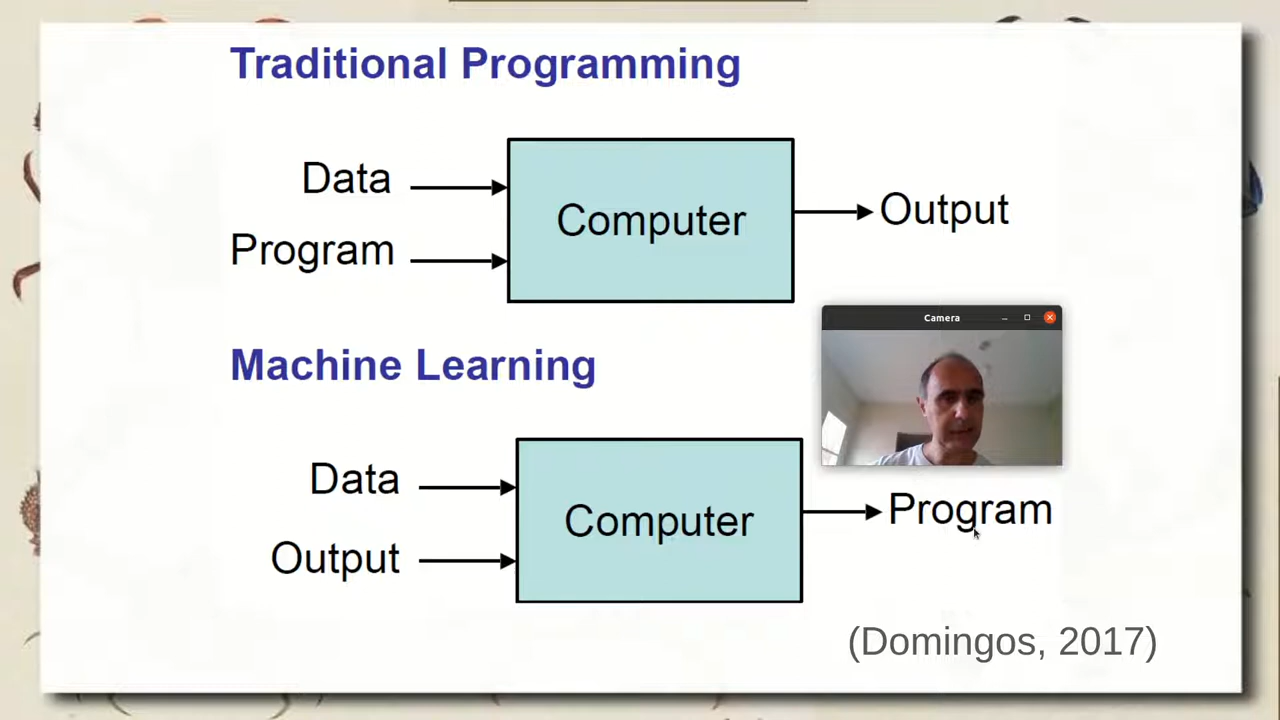 Traditional Programming
Data
Program
Computer
Output
Camera
Machine Learning
Data
Output
Computer
Program
(Domingos, 2017)